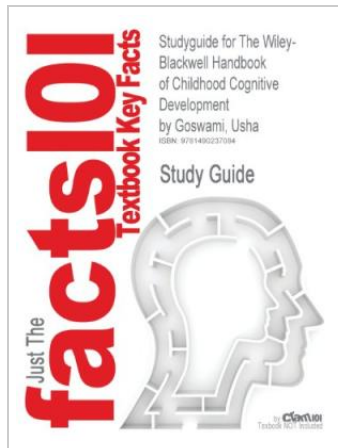 Just The
facts101
Textbook Key Facts
Studyguide for The Wiley-
Blackwell Handbook
of Childhood Cognitive
Development
by Goswami, Usha
ISBN: 9781490237084
Study Guide
by Cram101
Textbook NOT Included